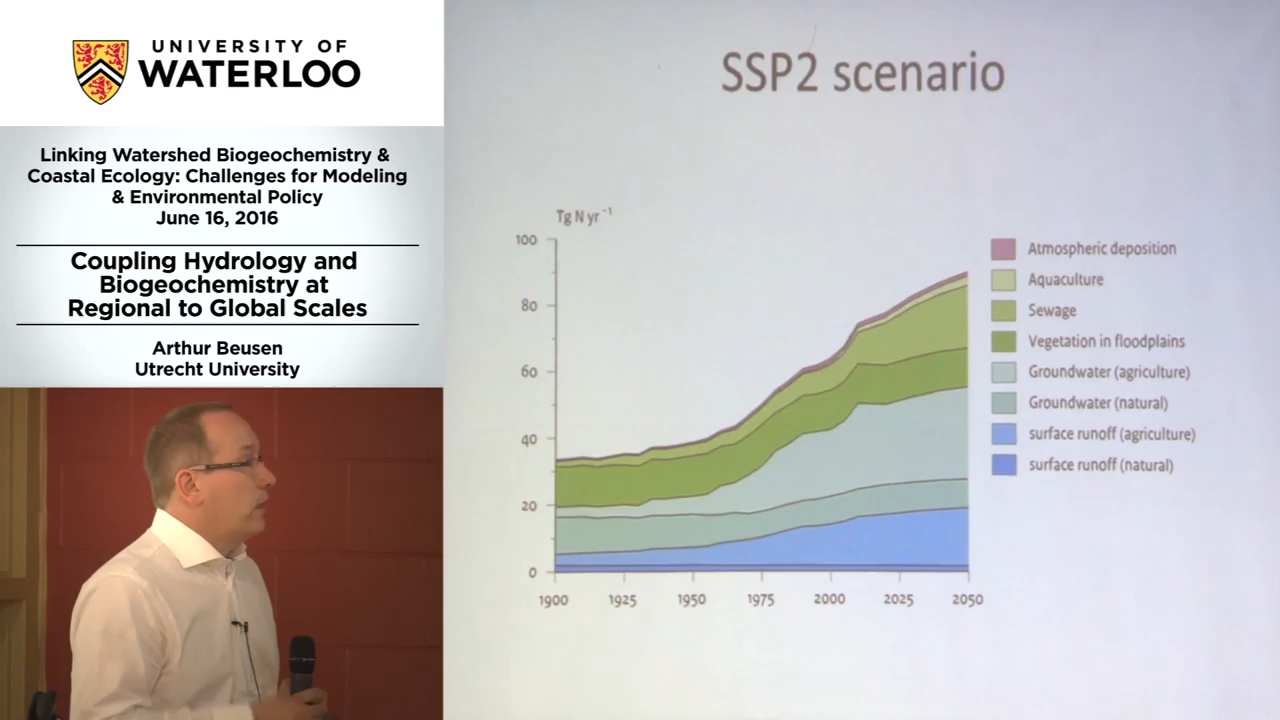 UNIVERSITY OF
WATERLOO
Linking Watershed Biogeochemistry &
Coastal Ecology: Challenges for Modeling
& Environmental Policy
June 16, 2016
Coupling Hydrology and
Biogeochemistry at
Regional to Global Scales
Arthur Beusen
Utrecht University
SSP2 scenario
Tg N yr -1
100
80
60
40
20
0
1900
1925
1950
1975
2000
2025
2050
Atmospheric deposition
Aquaculture
Sewage
Vegetation in floodplains
Groundwater (agriculture)
Groundwater (natural)
surface runoff (agriculture)
surface runoff (natural)